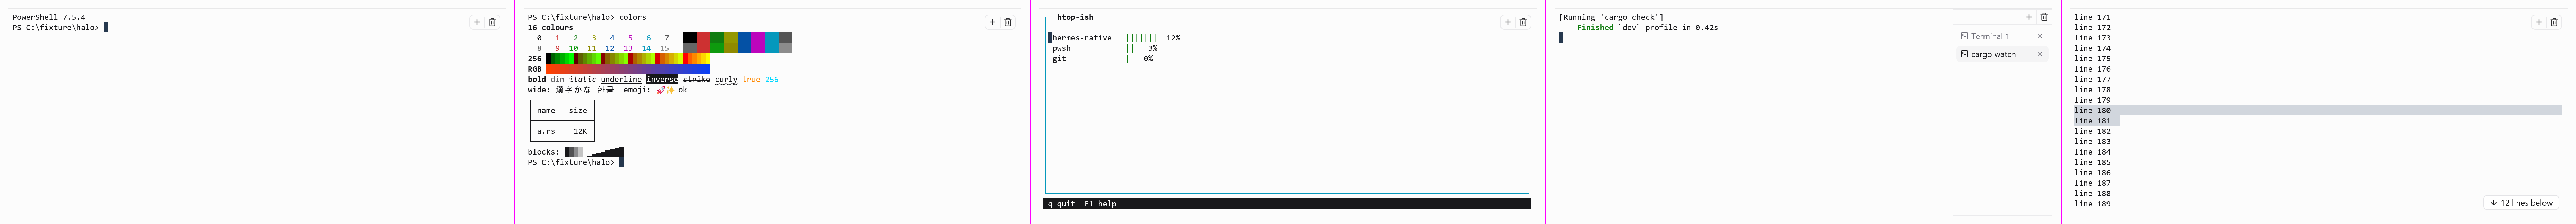 PowerShell 7.5.4
PS C:\fixture\halo>
PS C:\fixture\halo> colors
16 colours
0 1 2 3 4 5 6 7
8 9 10 11 12 13 14 15
256
RGB
bold dim italic underline inverse strike curly true 256
wide: 漢字かな 한글 emoji: 🚀✨ ok
name size
a.rs 12K
blocks:
PS C:\fixture\halo>
htop-ish
hermes-native ||||||| 12%
pwsh || 3%
git | 0%
q quit F1 help
[Running 'cargo check']
Finished `dev` profile in 0.42s
Terminal 1
cargo watch
line 171
line 172
line 173
line 174
line 175
line 176
line 177
line 178
line 179
line 180
line 181
line 182
line 183
line 184
line 185
line 186
line 187
line 188
line 189
↓ 12 lines below